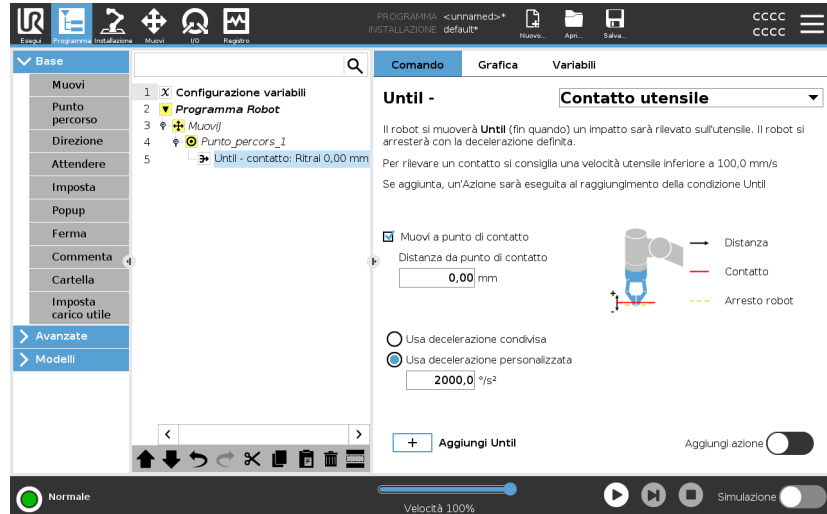 UR
PROGRAMMA <unnamed>*
INSTALLAZIONE default*
Esegui Programma Installazione Muovi I/O Registro
Nuovo... Apri... Salva...
CCCC
CCCC
Base
Muovi
Punto
percorso
Direzione
Attendere
Imposta
Popup
Ferma
Commenta
Cartella
Imposta
carico utile
Avanzate
Modelli
1 X Configurazione variabili
2 Programma Robot
3 MuoviJ
4 Punto_percors_1
5 Until - contatto: Ritrai 0,00 mm
Comando Grafica Variabili
Until - Contatto utensile
Il robot si muoverà Until (fin quando) un impatto sarà rilevato sull'utensile. Il robot si
arresterà con la decelerazione definita.
Per rilevare un contatto si consiglia una velocità utensile inferiore a 100,0 mm/s
Se aggiunta, un'Azione sarà eseguita al raggiungimento della condizione Until
Muovi a punto di contatto
Distanza da punto di contatto
0,00 mm
Distanza
Contatto
Arresto robot
+
-
Usa decelerazione condivisa
Usa decelerazione personalizzata
2000,0 °/s²
+ Aggiungi Until
Aggiungi azione
Normale
Velocità 100%
Simulazione